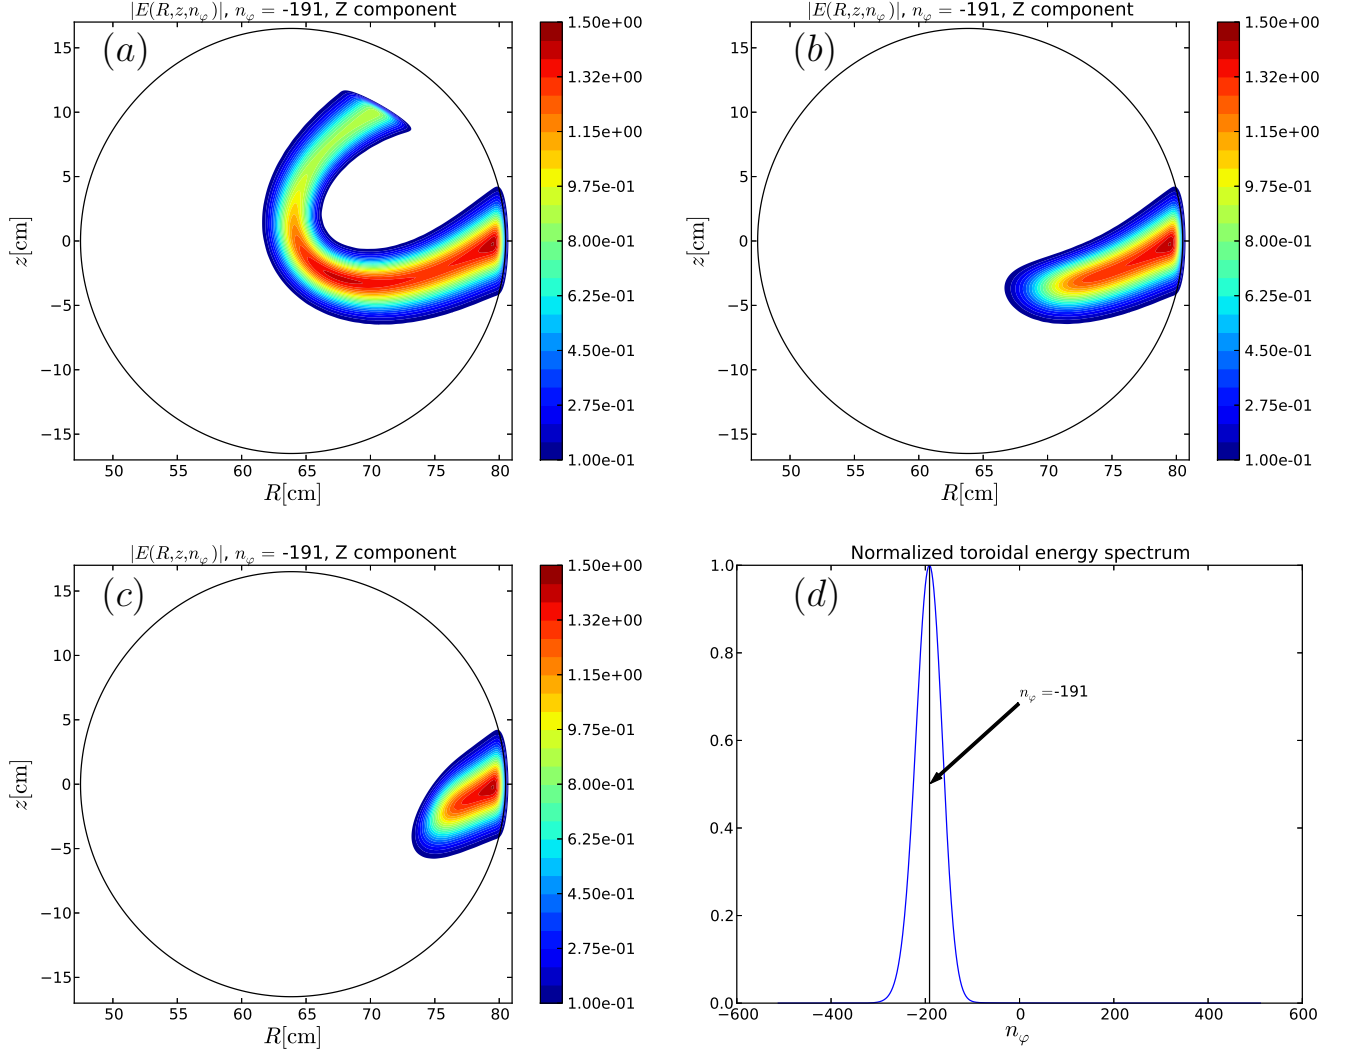 |E(R,z,n_φ)|, n_φ = -191, Z component
(a)
15
10
5
0
−5
−10
−15
z[cm]
50 55 60 65 70 75 80
R[cm]
1.50e+00
1.32e+00
1.15e+00
9.75e-01
8.00e-01
6.25e-01
4.50e-01
2.75e-01
1.00e-01
|E(R,z,n_φ)|, n_φ = -191, Z component
(b)
15
10
5
0
−5
−10
−15
z[cm]
50 55 60 65 70 75 80
R[cm]
1.50e+00
1.32e+00
1.15e+00
9.75e-01
8.00e-01
6.25e-01
4.50e-01
2.75e-01
1.00e-01
|E(R,z,n_φ)|, n_φ = -191, Z component
(c)
15
10
5
0
−5
−10
−15
z[cm]
50 55 60 65 70 75 80
R[cm]
1.50e+00
1.32e+00
1.15e+00
9.75e-01
8.00e-01
6.25e-01
4.50e-01
2.75e-01
1.00e-01
Normalized toroidal energy spectrum
(d)
1.0
0.8
0.6
0.4
0.2
0.0
n_φ =-191
−600 −400 −200 0 200 400 600
n_φ